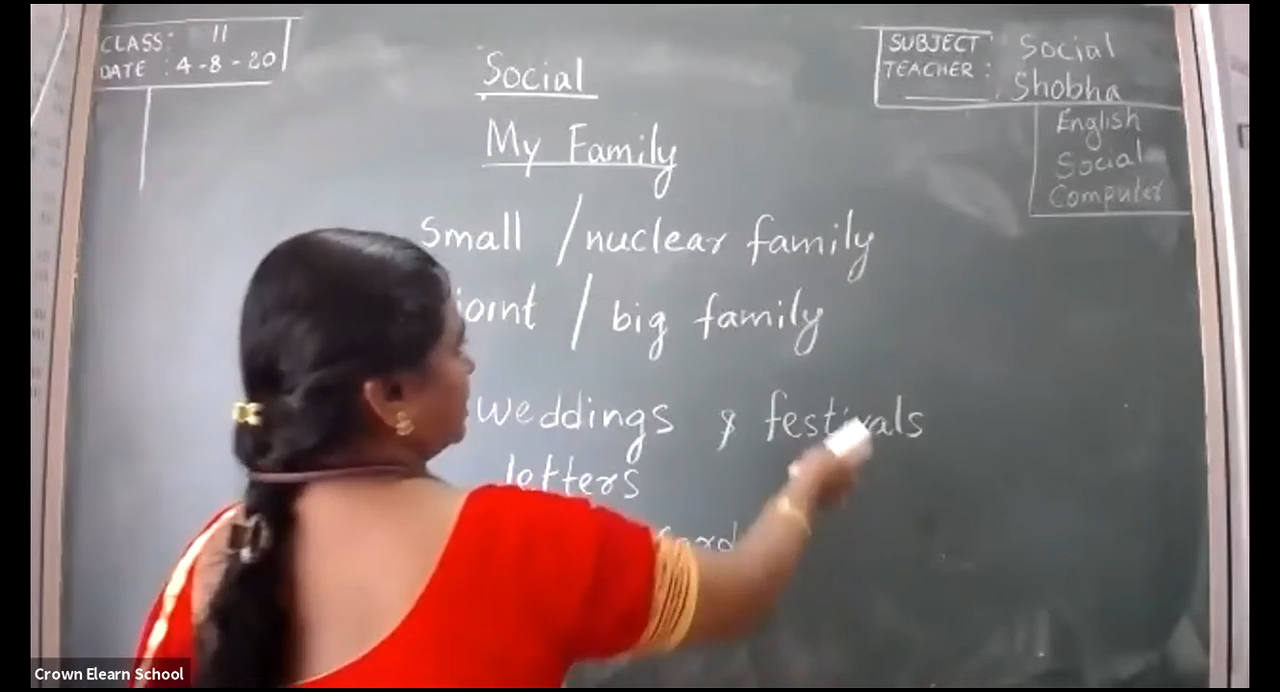 CLASS: II
DATE : 4-8-20
SUBJECT Social
TEACHER: Shobha
English
Social
Computer
Social
My Family
Small / nuclear family
joint / big family
weddings & festivals
letters
Crown Elearn School